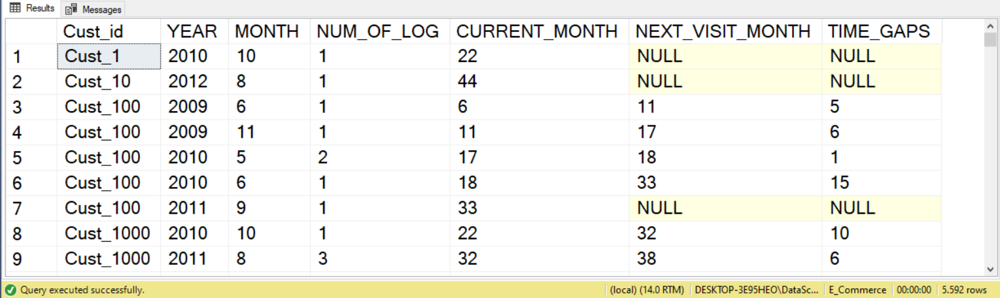 Results Messages
Cust_id YEAR MONTH NUM_OF_LOG CURRENT_MONTH NEXT_VISIT_MONTH TIME_GAPS
1 Cust_1 2010 10 1 22 NULL NULL
2 Cust_10 2012 8 1 44 NULL NULL
3 Cust_100 2009 6 1 6 11 5
4 Cust_100 2009 11 1 11 17 6
5 Cust_100 2010 5 2 17 18 1
6 Cust_100 2010 6 1 18 33 15
7 Cust_100 2011 9 1 33 NULL NULL
8 Cust_1000 2010 10 1 22 32 10
9 Cust_1000 2011 8 3 32 38 6
Query executed successfully. (local) (14.0 RTM) DESKTOP-3E95HEO\DataSc... E_Commerce 00:00:00 5.592 rows